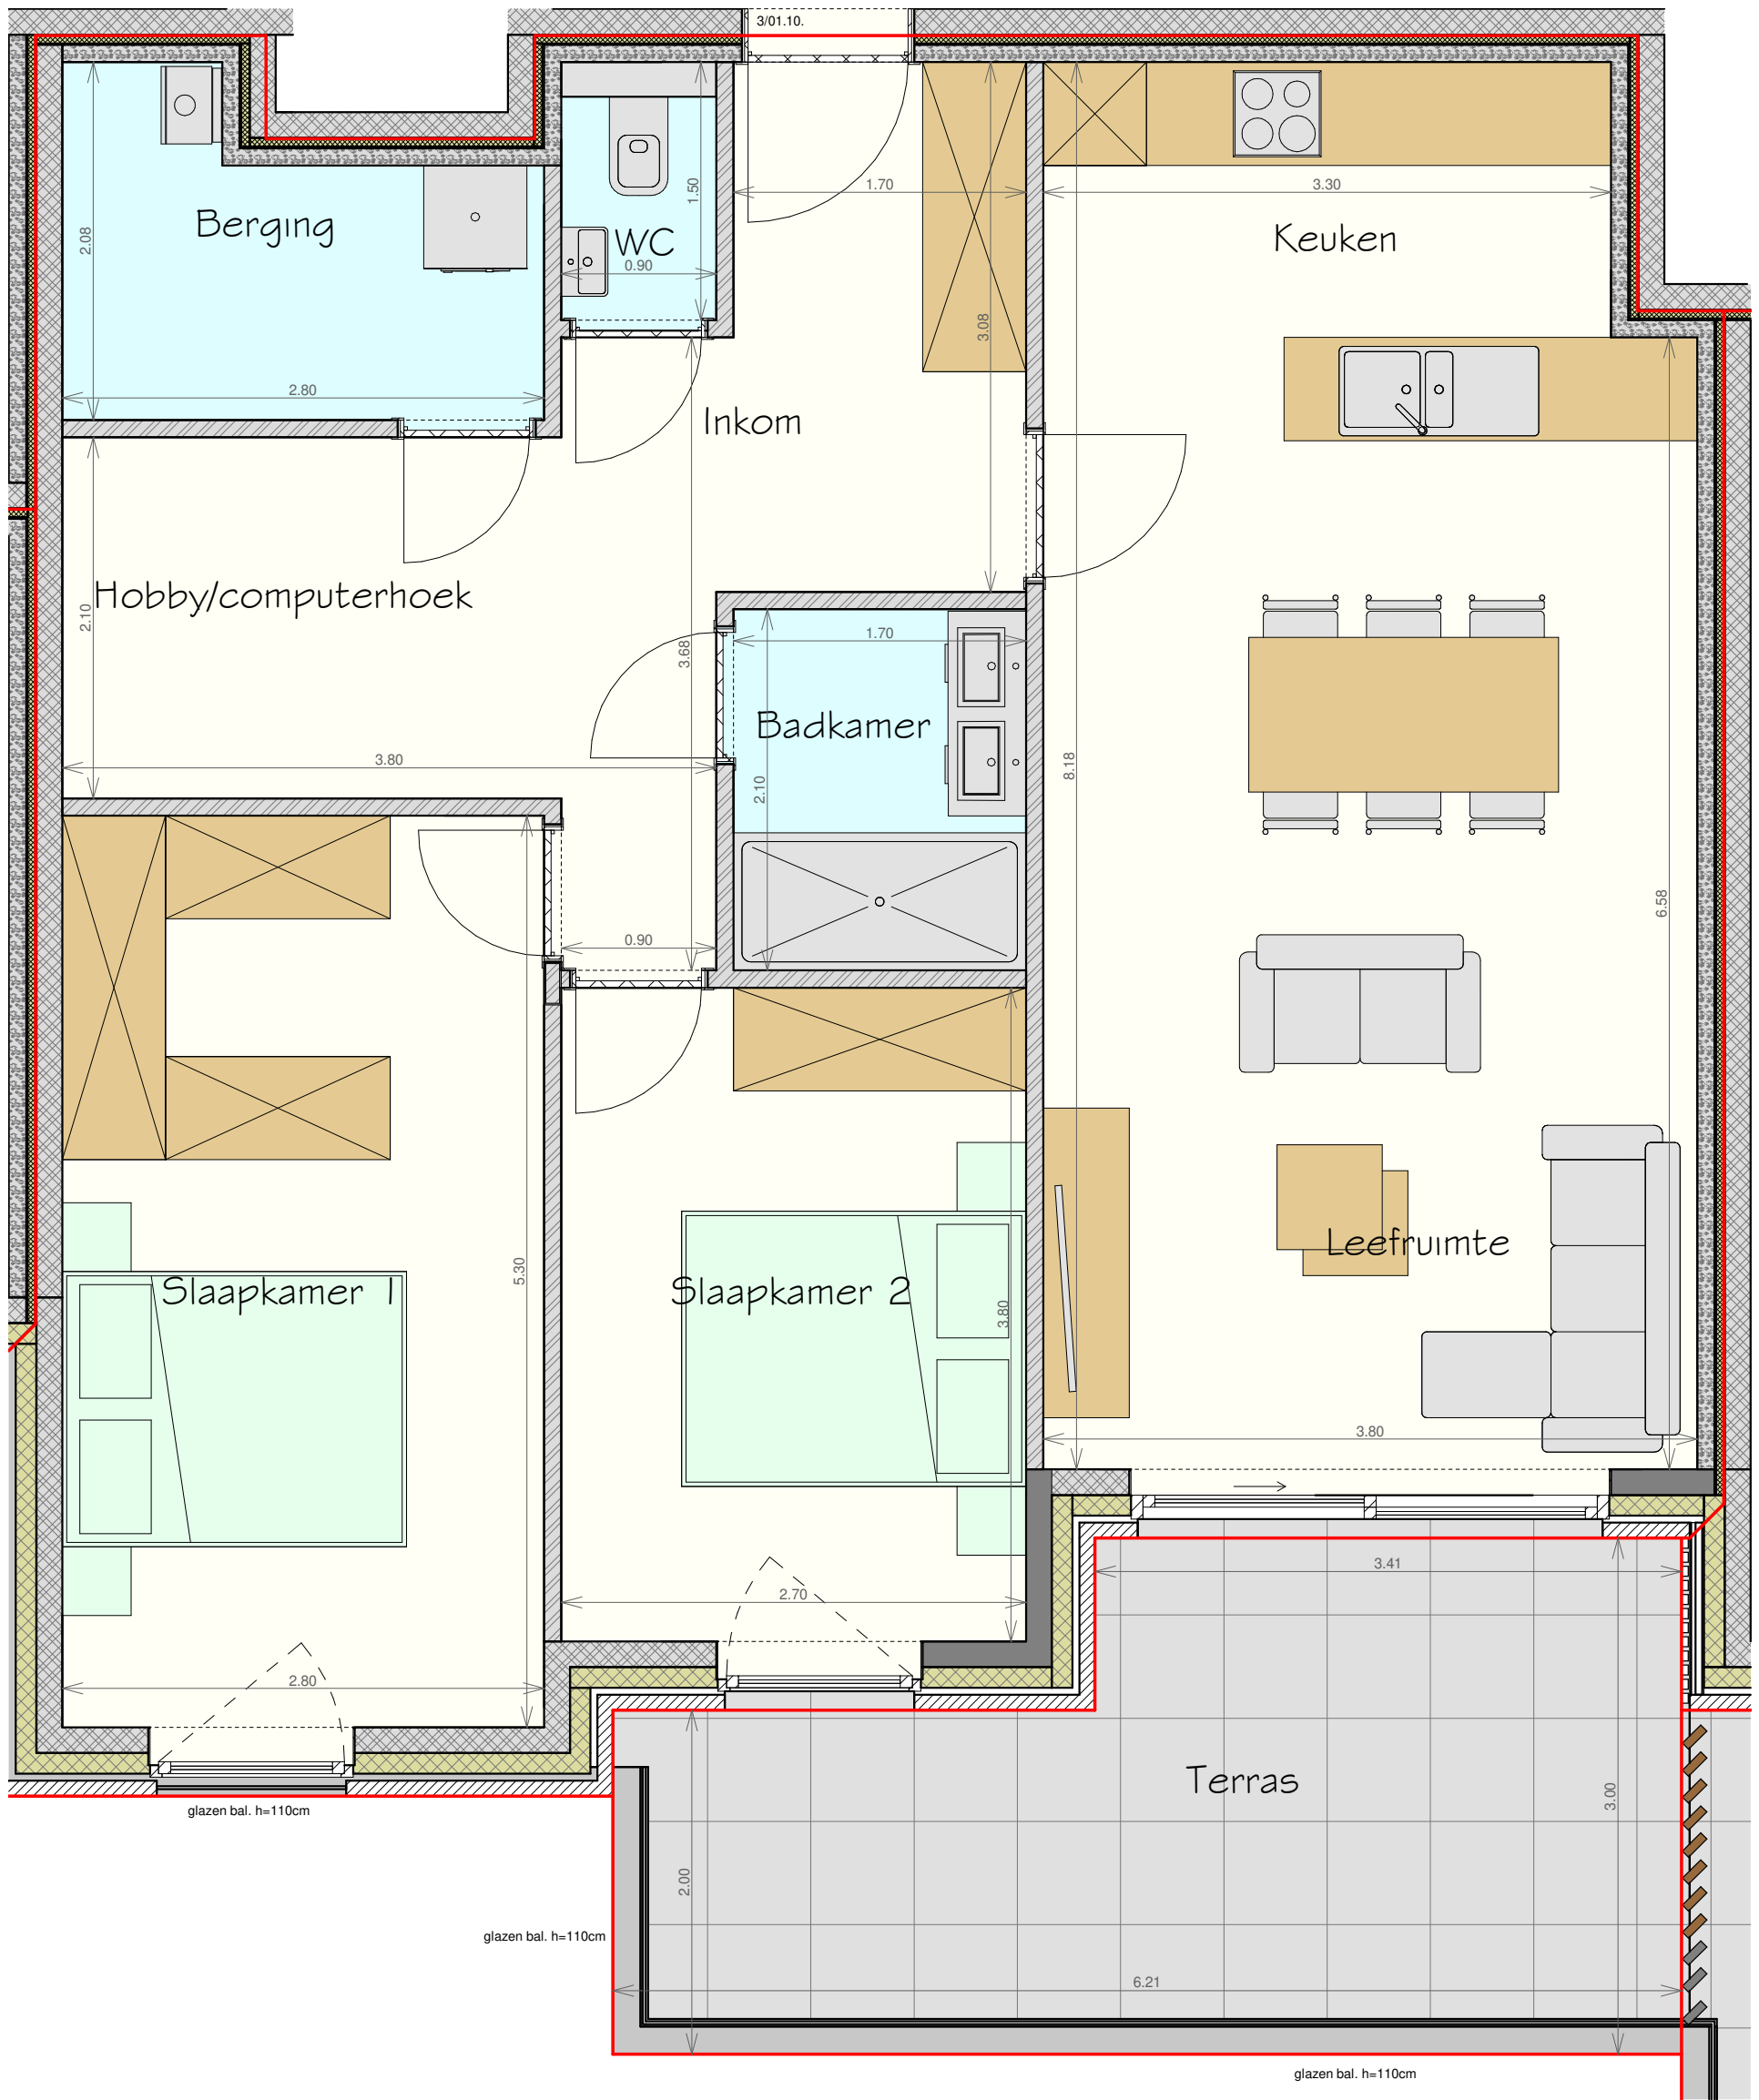 3/01.10.
1.70
3.30
1.50
Berging
2.08
WC
0.90
Keuken
3.08
2.80
Inkom
Hobby/computerhoek
2.10
1.70
3.68
Badkamer
3.80
2.10
8.18
6.58
0.90
Leefruimte
5.30
Slaapkamer 1
Slaapkamer 2
3.80
3.80
3.41
2.70
2.80
Terras
3.00
glazen bal. h=110cm
2.00
glazen bal. h=110cm
6.21
glazen bal. h=110cm